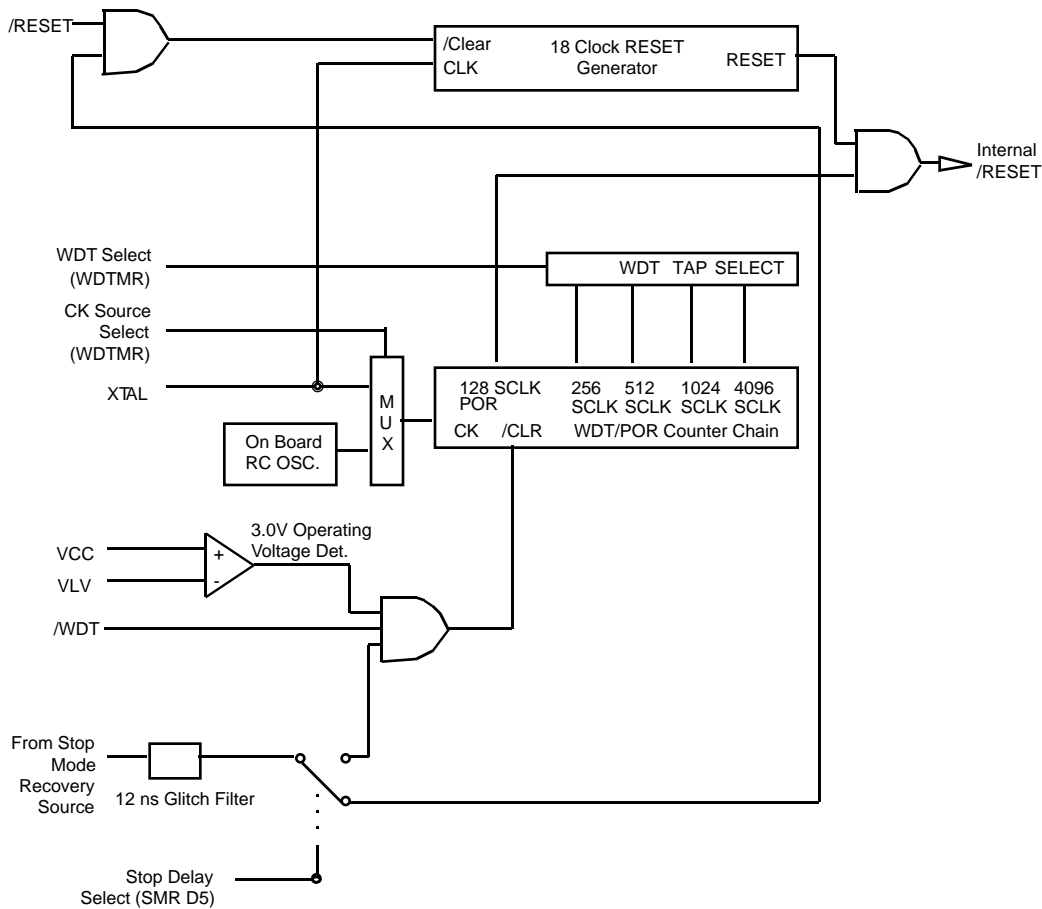 /RESET
/Clear
CLK
18 Clock RESET
Generator
RESET
Internal
/RESET
WDT Select
(WDTMR)
WDT TAP SELECT
CK Source
Select
(WDTMR)
XTAL
M
U
X
On Board
RC OSC.
128 SCLK
POR
256
SCLK
512
SCLK
1024
SCLK
4096
SCLK
CK
/CLR
WDT/POR Counter Chain
3.0V Operating
Voltage Det.
VCC
+
VLV
-
/WDT
From Stop
Mode
Recovery
Source
12 ns Glitch Filter
Stop Delay
Select (SMR D5)